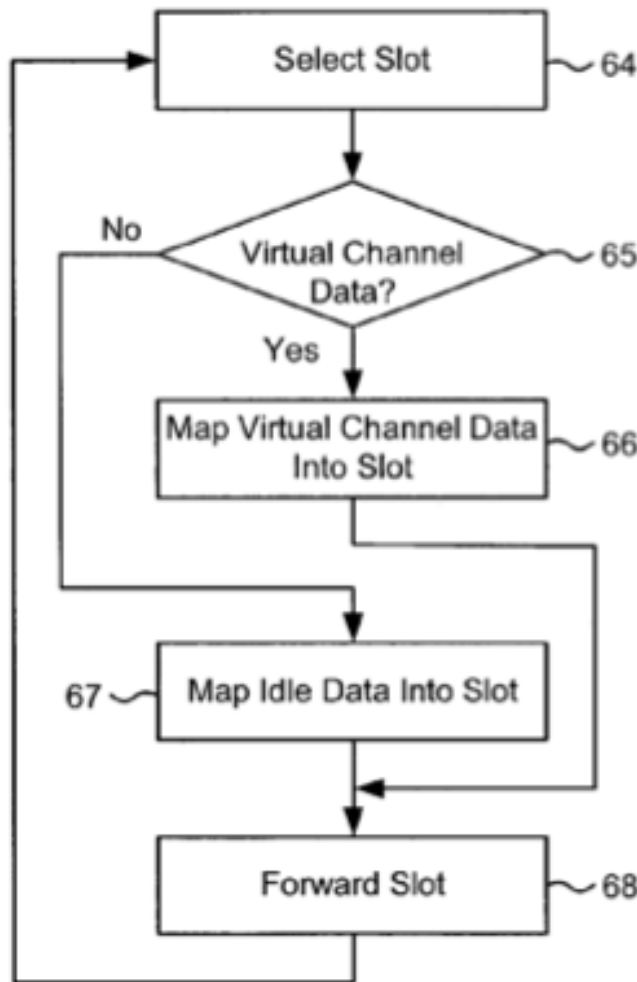 Select Slot
64
No
Virtual Channel
Data?
65
Yes
Map Virtual Channel Data
Into Slot
66
67
Map Idle Data Into Slot
Forward Slot
68